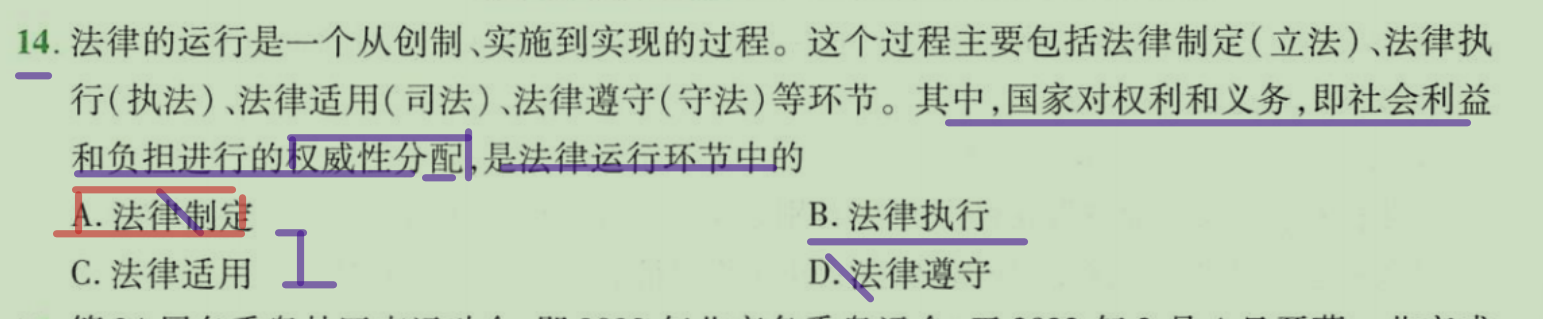 14. 法律的运行是一个从创制、实施到实现的过程。这个过程主要包括法律制定(立法)、法律执
行(执法)、法律适用(司法)、法律遵守(守法)等环节。其中,国家对权利和义务,即社会利益
和负担进行的权威性分配,是法律运行环节中的
A. 法律制定
B. 法律执行
C. 法律适用
D. 法律遵守